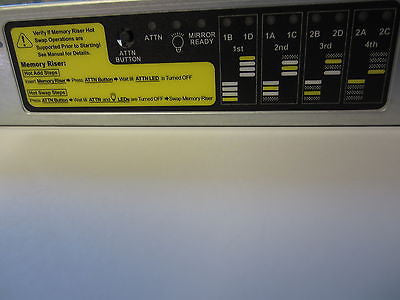 Verify if Memory Riser Hot
Swap Operations are
Supported Prior to Starting!
See Manual for Details.
Memory Riser:
Hot Add Steps
Insert Memory Riser Press ATTN Button Wait till ATTN LED is Turned OFF
Hot Swap Steps
Press ATTN Button Wait till ATTN and LEDs are Turned OFF Swap Memory Riser
ATTN
BUTTON
ATTN
MIRROR
READY
1B 1D 1A 1C 2B 2D 2A 2C
1st 2nd 3rd 4th